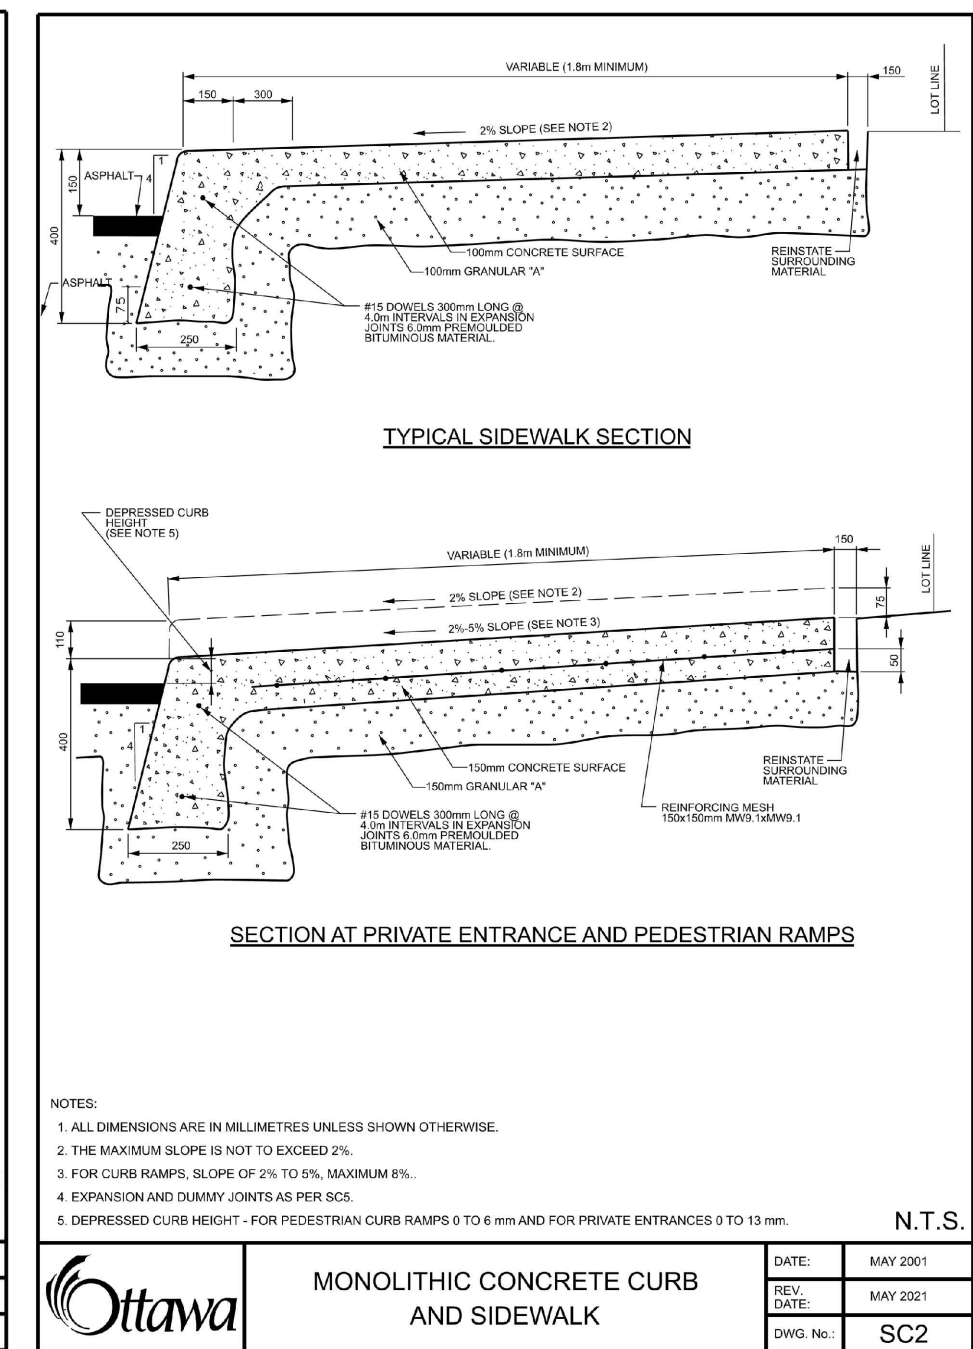 VARIABLE (1.8m MINIMUM)
150
LOT LINE
150
300
2% SLOPE (SEE NOTE 2)
1
4
ASPHALT
150
400
ASPHALT
75
250
100mm CONCRETE SURFACE
100mm GRANULAR "A"
REINSTATE
SURROUNDING
MATERIAL
#15 DOWELS 300mm LONG @
4.0m INTERVALS IN EXPANSION
JOINTS 6.0mm PREMOULDED
BITUMINOUS MATERIAL.
TYPICAL SIDEWALK SECTION
DEPRESSED CURB
HEIGHT
(SEE NOTE 5)
VARIABLE (1.8m MINIMUM)
150
LOT LINE
2% SLOPE (SEE NOTE 2)
75
2%-5% SLOPE (SEE NOTE 3)
110
50
400
1
4
250
150mm CONCRETE SURFACE
150mm GRANULAR "A"
REINSTATE
SURROUNDING
MATERIAL
#15 DOWELS 300mm LONG @
4.0m INTERVALS IN EXPANSION
JOINTS 6.0mm PREMOULDED
BITUMINOUS MATERIAL.
REINFORCING MESH
150x150mm MW9.1xMW9.1
SECTION AT PRIVATE ENTRANCE AND PEDESTRIAN RAMPS
NOTES:
1. ALL DIMENSIONS ARE IN MILLIMETRES UNLESS SHOWN OTHERWISE.
2. THE MAXIMUM SLOPE IS NOT TO EXCEED 2%.
3. FOR CURB RAMPS, SLOPE OF 2% TO 5%, MAXIMUM 8%..
4. EXPANSION AND DUMMY JOINTS AS PER SC5.
5. DEPRESSED CURB HEIGHT - FOR PEDESTRIAN CURB RAMPS 0 TO 6 mm AND FOR PRIVATE ENTRANCES 0 TO 13 mm.
N.T.S.
Ottawa
MONOLITHIC CONCRETE CURB
AND SIDEWALK
DATE:
MAY 2001
REV.
DATE:
MAY 2021
DWG. No.:
SC2